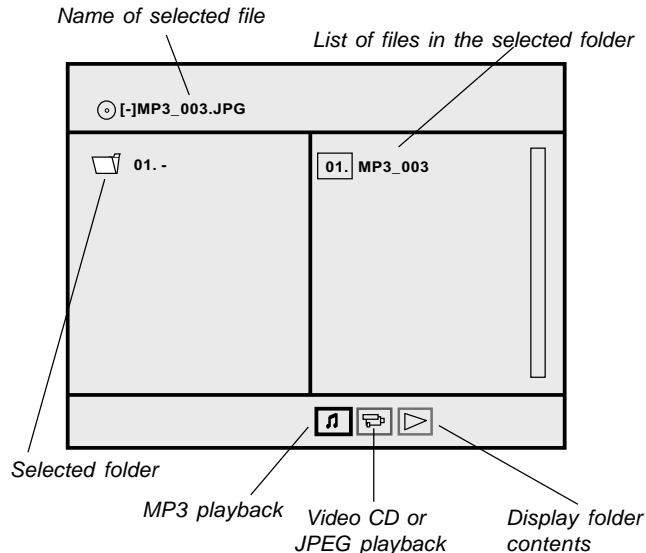 Name of selected file
List of files in the selected folder
[-]MP3_003.JPG
01. -
01. MP3_003
Selected folder
MP3 playback
Video CD or
JPEG playback
Display folder
contents